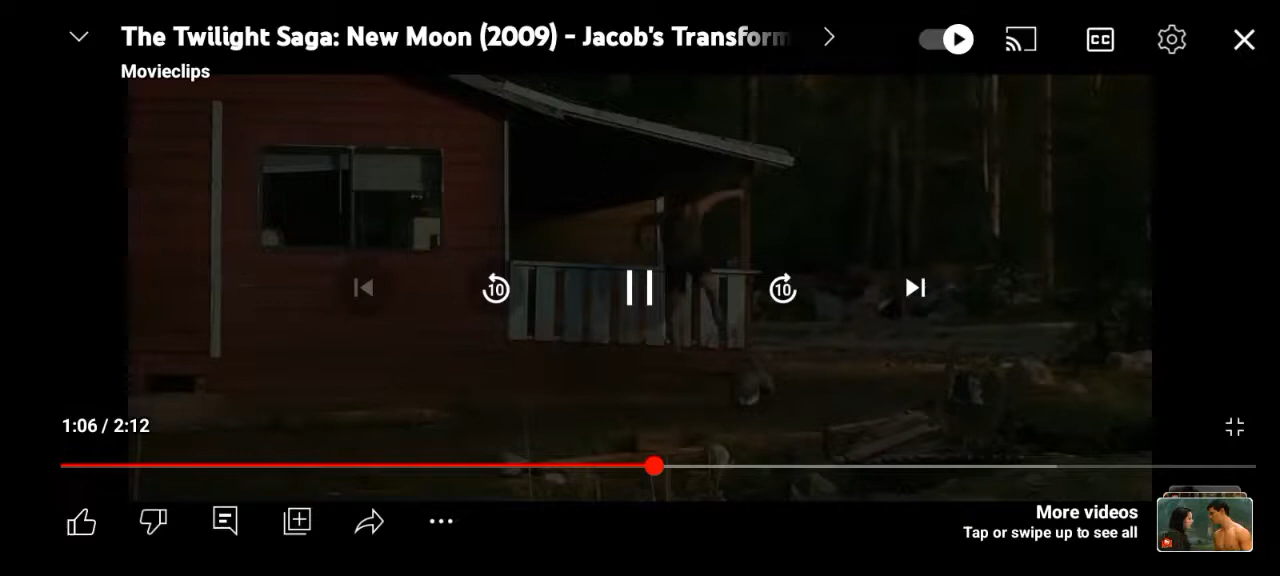 The Twilight Saga: New Moon (2009) - Jacob's Transform
Movieclips
CC
10
10
1:06 / 2:12
More videos
Tap or swipe up to see all